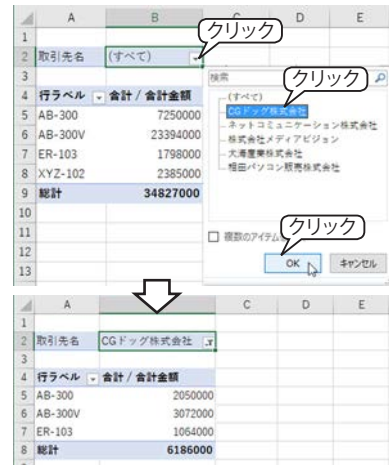 A B C D E
クリック
1
2 取引先名 (すべて)
3
4 行ラベル 合計 / 合計金額
5 AB-300 7250000
6 AB-300V 23394000
7 ER-103 1798000
8 XYZ-102 2385000
9 総計 34827000
10
11
12
13
検索
クリック
(すべて)
CGドッグ株式会社
ネットコミュニケーション株式会社
株式会社メディアビジョン
大海産業株式会社
相田パソコン販売株式会社
クリック
複数のアイテム
OK キャンセル
A B C D E
1
2 取引先名 CGドッグ株式会社
3
4 行ラベル 合計 / 合計金額
5 AB-300 2050000
6 AB-300V 3072000
7 ER-103 1064000
8 総計 6186000